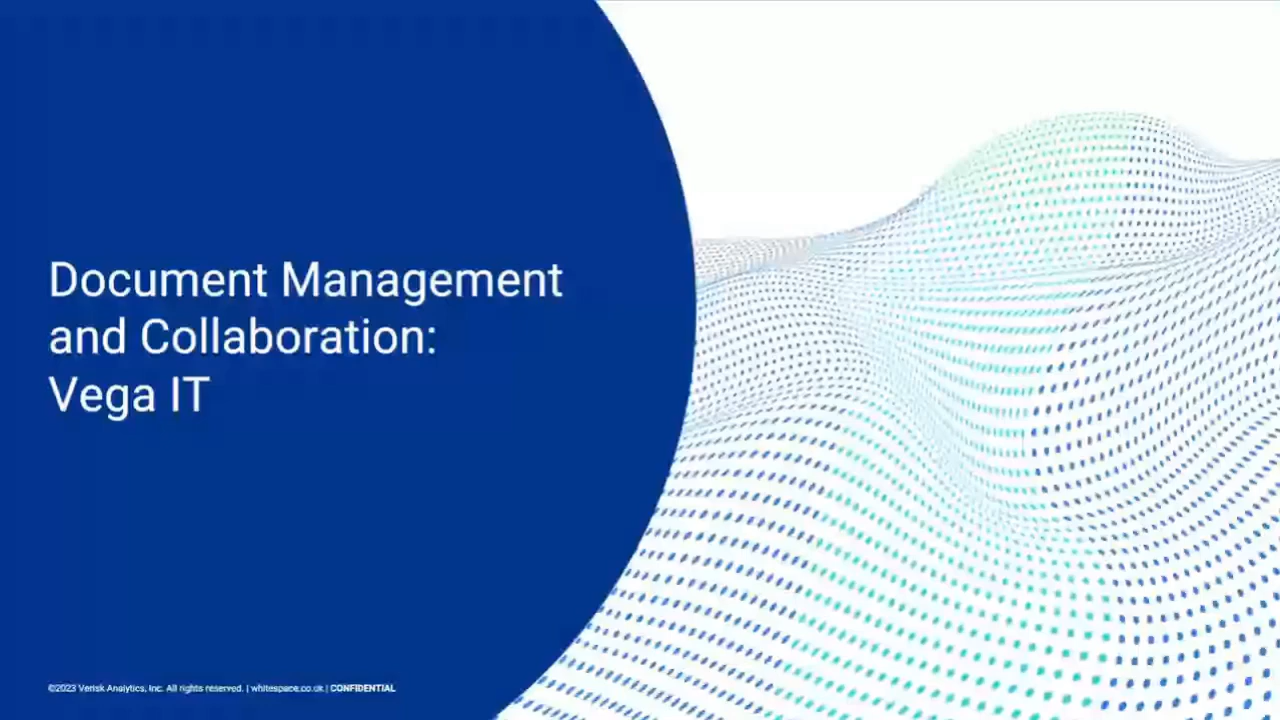 Document Management
and Collaboration:
Vega IT
©2023 Verisk Analytics, Inc. All rights reserved. | whitespace.co.uk | CONFIDENTIAL